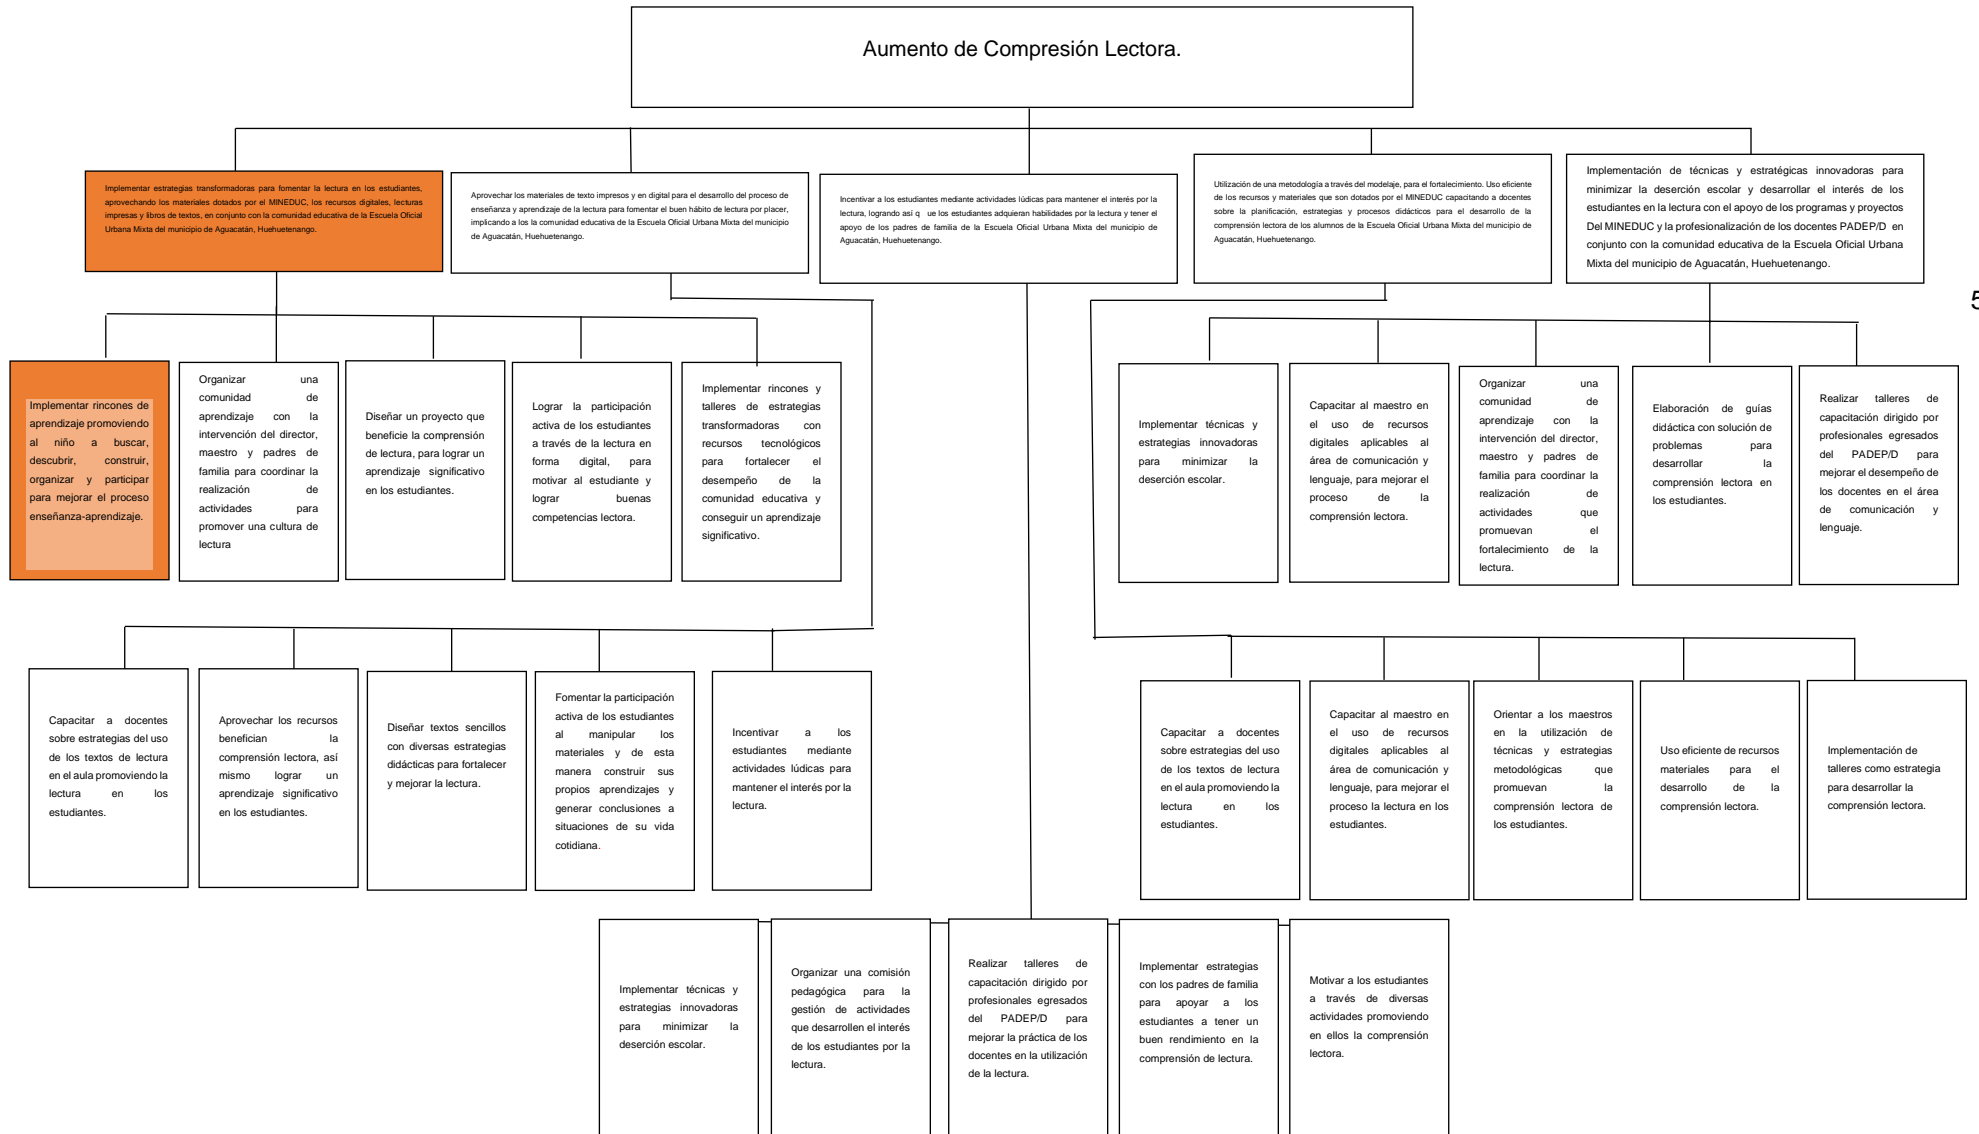 Aumento de Compresión Lectora.
Implementar estrategias transformadoras para fomentar la lectura en los estudiantes,
aprovechando los materiales dotados por el MINEDUC, los recursos digitales, lecturas
impresas y libros de textos, en conjunto con la comunidad educativa de la Escuela Oficial
Urbana Mixta del municipio de Aguacatán, Huehuetenango.
Aprovechar los materiales de texto impresos y en digital para el desarrollo del proceso de
enseñanza y aprendizaje de la lectura para fomentar el buen hábito de lectura por placer,
implicando a los la comunidad educativa de la Escuela Oficial Urbana Mixta del municipio
de Aguacatán, Huehuetenango.
Incentivar a los estudiantes mediante actividades lúdicas para mantener el interés por la
lectura, logrando así q ue los estudiantes adquieran habilidades por la lectura y tener el
apoyo de los padres de familia de la Escuela Oficial Urbana Mixta del municipio de
Aguacatán, Huehuetenango.
Utilización de una metodología a través del modelaje, para el fortalecimiento. Uso eficiente
de los recursos y materiales que son dotados por el MINEDUC capacitando a docentes
sobre la planificación, estrategias y procesos didácticos para el desarrollo de la
comprensión lectora de los alumnos de la Escuela Oficial Urbana Mixta del municipio de
Aguacatán, Huehuetenango.
Implementación de técnicas y estratégicas innovadoras para
minimizar la deserción escolar y desarrollar el interés de los
estudiantes en la lectura con el apoyo de los programas y proyectos
Del MINEDUC y la profesionalización de los docentes PADEP/D en
conjunto con la comunidad educativa de la Escuela Oficial Urbana
Mixta del municipio de Aguacatán, Huehuetenango.
5
Implementar rincones de
aprendizaje promoviendo
al niño a buscar,
descubrir, construir,
organizar y participar
para mejorar el proceso
enseñanza-aprendizaje.
Organizar una
comunidad de
aprendizaje con la
intervención del director,
maestro y padres de
familia para coordinar la
realización de
actividades para
promover una cultura de
lectura
Diseñar un proyecto que
beneficie la comprensión
de lectura, para lograr un
aprendizaje significativo
en los estudiantes.
Lograr la participación
activa de los estudiantes
a través de la lectura en
forma digital, para
motivar al estudiante y
lograr buenas
competencias lectora.
Implementar rincones y
talleres de estrategias
transformadoras con
recursos tecnológicos
para fortalecer el
desempeño de la
comunidad educativa y
conseguir un aprendizaje
significativo.
Implementar técnicas y
estrategias innovadoras
para minimizar la
deserción escolar.
Capacitar al maestro en
el uso de recursos
digitales aplicables al
área de comunicación y
lenguaje, para mejorar el
proceso de la
comprensión lectora.
Organizar una
comunidad de
aprendizaje con la
intervención del director,
maestro y padres de
familia para coordinar la
realización de
actividades que
promuevan el
fortalecimiento de la
lectura.
Elaboración de guías
didáctica con solución de
problemas para
desarrollar la
comprensión lectora en
los estudiantes.
Realizar talleres de
capacitación dirigido por
profesionales egresados
del PADEP/D para
mejorar el desempeño de
los docentes en el área
de comunicación y
lenguaje.
Capacitar a docentes
sobre estrategias del uso
de los textos de lectura
en el aula promoviendo la
lectura en los
estudiantes.
Aprovechar los recursos
benefician la
comprensión lectora, así
mismo lograr un
aprendizaje significativo
en los estudiantes.
Diseñar textos sencillos
con diversas estrategias
didácticas para fortalecer
y mejorar la lectura.
Fomentar la participación
activa de los estudiantes
al manipular los
materiales y de esta
manera construir sus
propios aprendizajes y
generar conclusiones a
situaciones de su vida
cotidiana.
Incentivar a los
estudiantes mediante
actividades lúdicas para
mantener el interés por la
lectura.
Capacitar a docentes
sobre estrategias del uso
de los textos de lectura
en el aula promoviendo la
lectura en los
estudiantes.
Capacitar al maestro en
el uso de recursos
digitales aplicables al
área de comunicación y
lenguaje, para mejorar el
proceso la lectura en los
estudiantes.
Orientar a los maestros
en la utilización de
técnicas y estrategias
metodológicas que
promuevan la
comprensión lectora de
los estudiantes.
Uso eficiente de recursos
materiales para el
desarrollo de la
comprensión lectora.
Implementación de
talleres como estrategia
para desarrollar la
comprensión lectora.
Implementar técnicas y
estrategias innovadoras
para minimizar la
deserción escolar.
Organizar una comisión
pedagógica para la
gestión de actividades
que desarrollen el interés
de los estudiantes por la
lectura.
Realizar talleres de
capacitación dirigido por
profesionales egresados
del PADEP/D para
mejorar la práctica de los
docentes en la utilización
de la lectura.
Implementar estrategias
con los padres de familia
para apoyar a los
estudiantes a tener un
buen rendimiento en la
comprensión de lectura.
Motivar a los estudiantes
a través de diversas
actividades promoviendo
en ellos la comprensión
lectora.